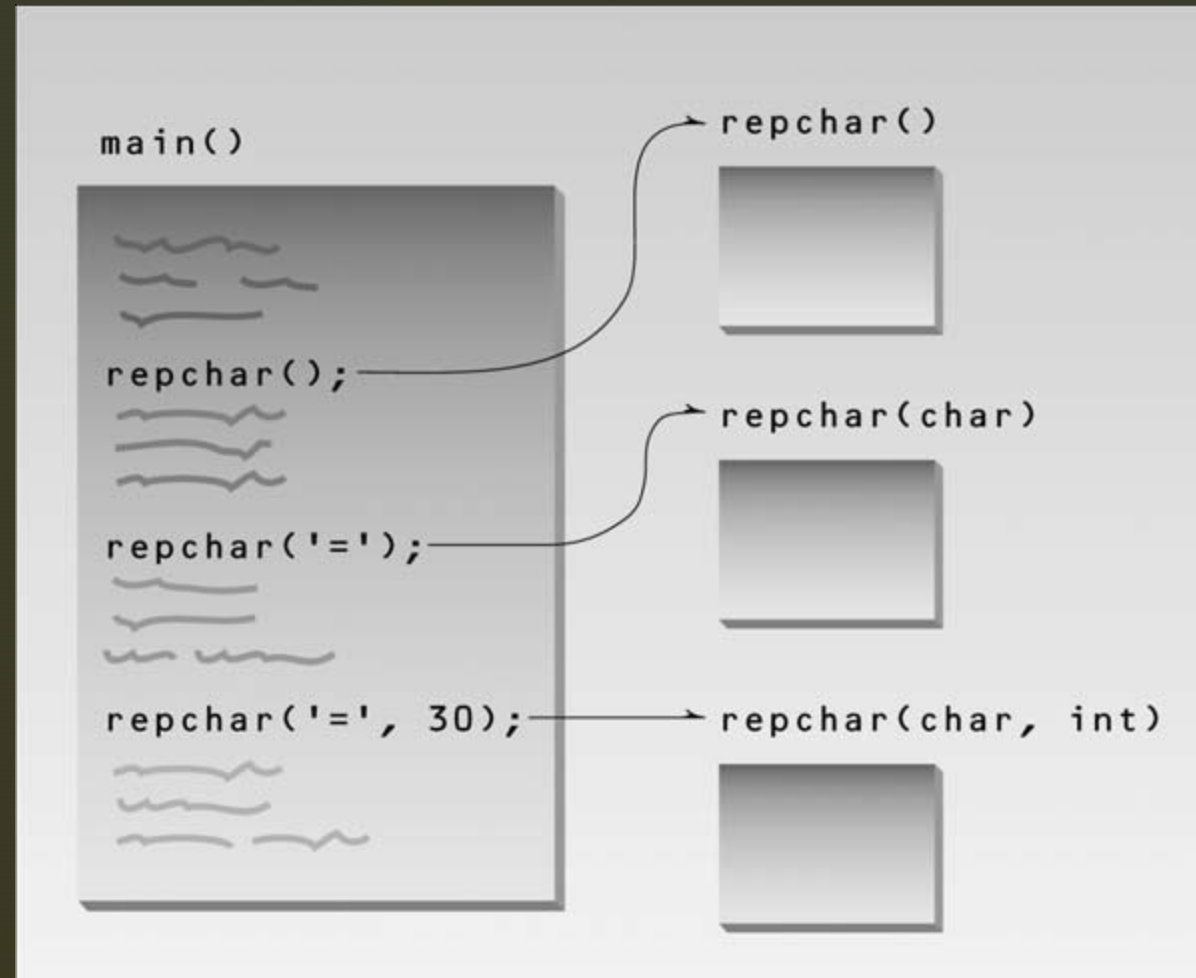 main()
repchar();
repchar('=');
repchar('=', 30);
repchar()
repchar(char)
repchar(char, int)